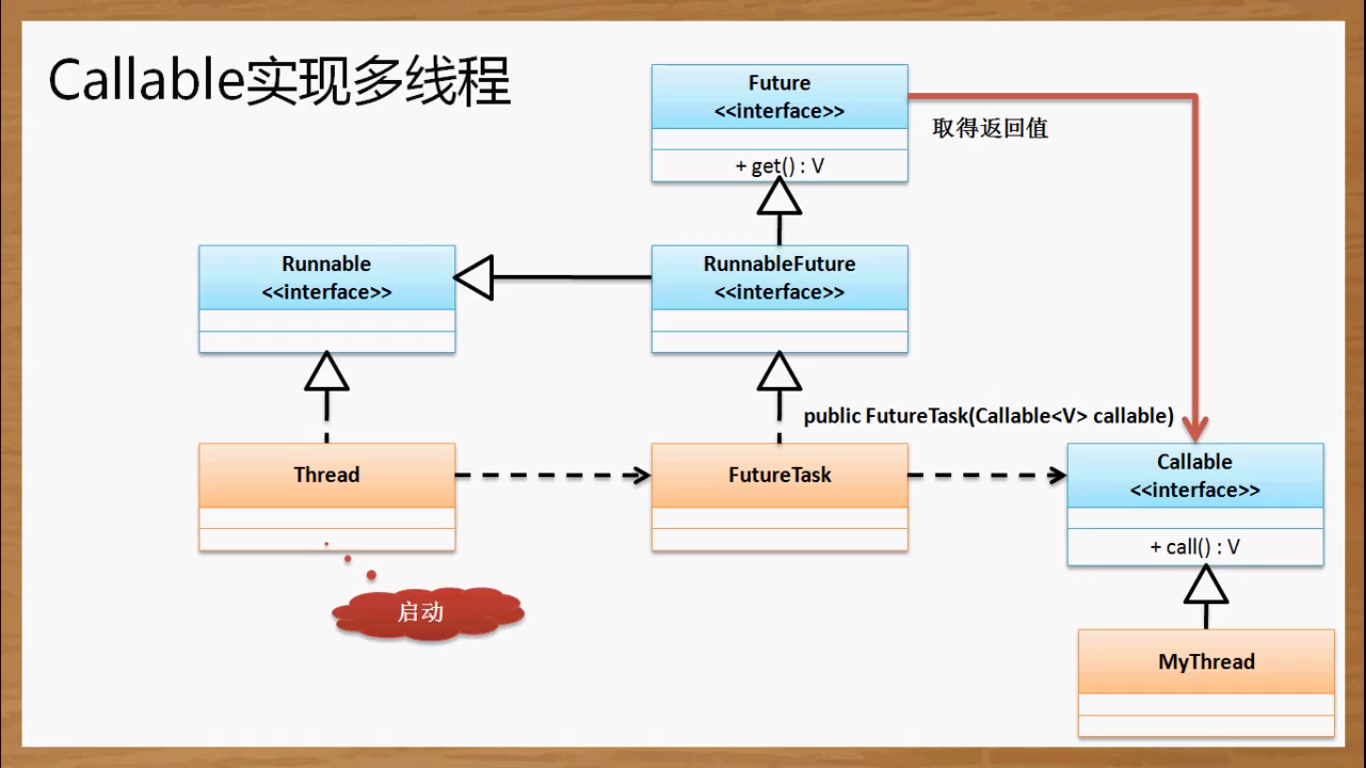 Callable实现多线程
Future
<<interface>>
+ get() : V
取得返回值
Runnable
<<interface>>
RunnableFuture
<<interface>>
public FutureTask(Callable<V> callable)
Thread
FutureTask
Callable
<<interface>>
+ call() : V
启动
MyThread